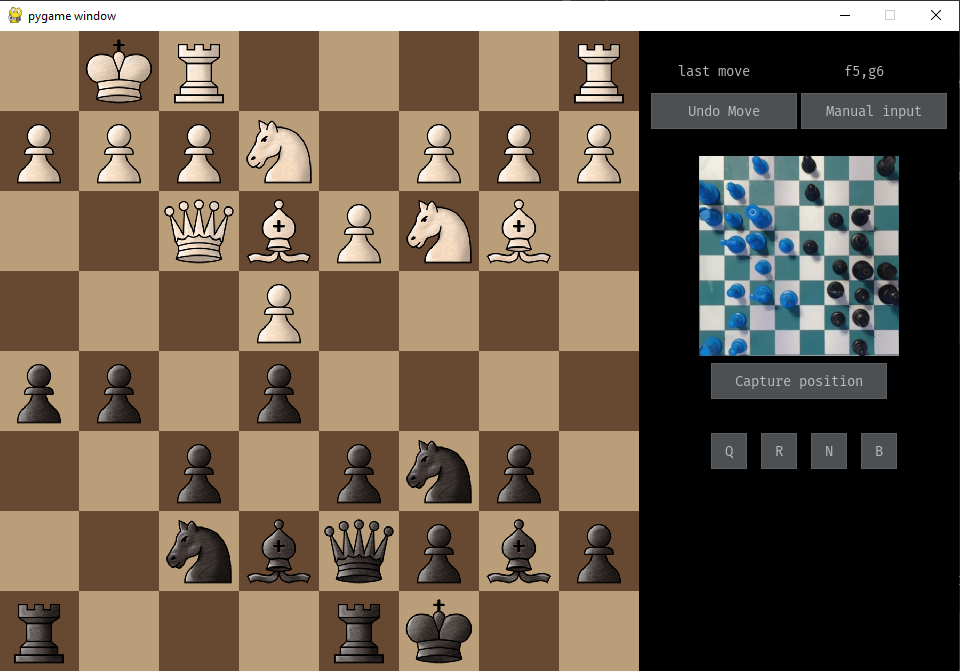 pygame window
last move f5,g6
Undo Move Manual input
Capture position
Q R N B